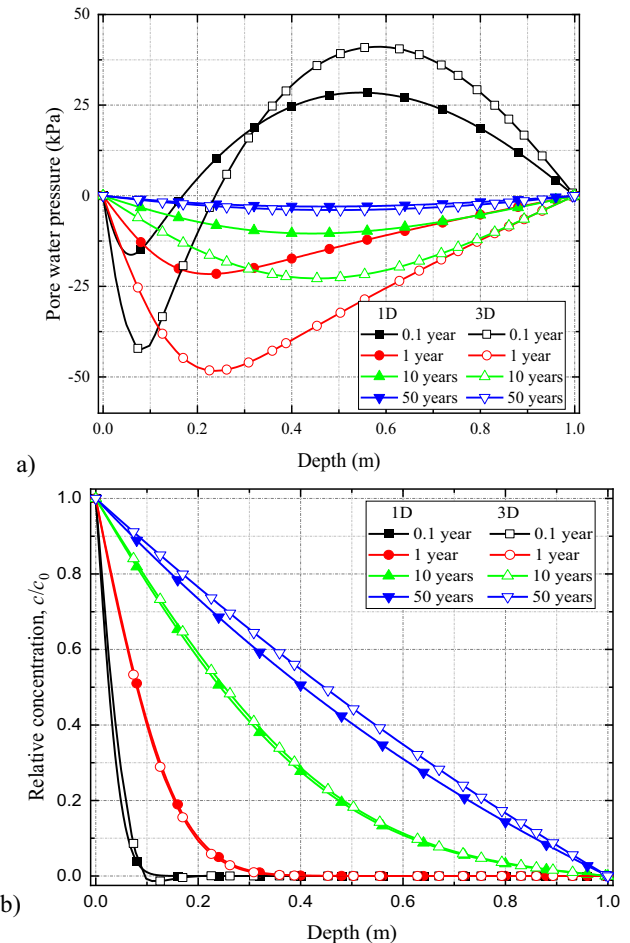 50
25
0
-25
-50
Pore water pressure (kPa)
1D 3D
0.1 year 0.1 year
1 year 1 year
10 years 10 years
50 years 50 years
0.0 0.2 0.4 0.6 0.8 1.0
Depth (m)
a)
1.0
0.8
0.6
0.4
0.2
0.0
Relative concentration, c/c₀
1D 3D
0.1 year 0.1 year
1 year 1 year
10 years 10 years
50 years 50 years
0.0 0.2 0.4 0.6 0.8 1.0
Depth (m)
b)